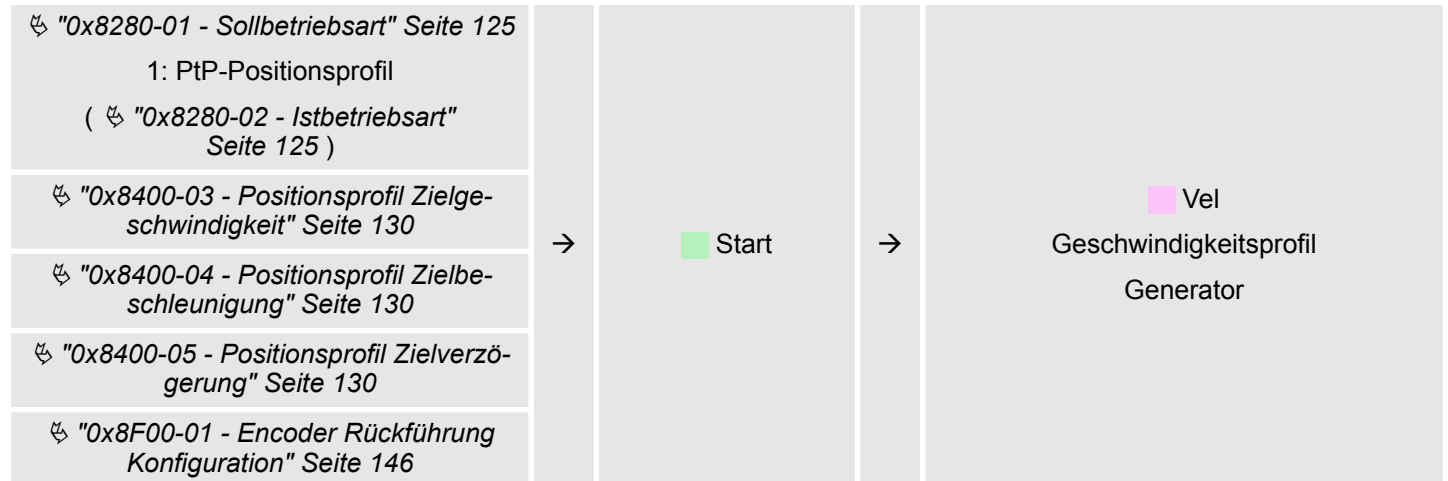 "0x8280-01 - Sollbetriebsart" Seite 125
1: PtP-Positionsprofil
( "0x8280-02 - Istbetriebsart"
Seite 125 )
"0x8400-03 - Positionsprofil Zielge-
schwindigkeit" Seite 130
"0x8400-04 - Positionsprofil Zielbe-
schleunigung" Seite 130
"0x8400-05 - Positionsprofil Zielverzö-
gerung" Seite 130
"0x8F00-01 - Encoder Rückführung
Konfiguration" Seite 146
→
Start
→
Vel
Geschwindigkeitsprofil
Generator